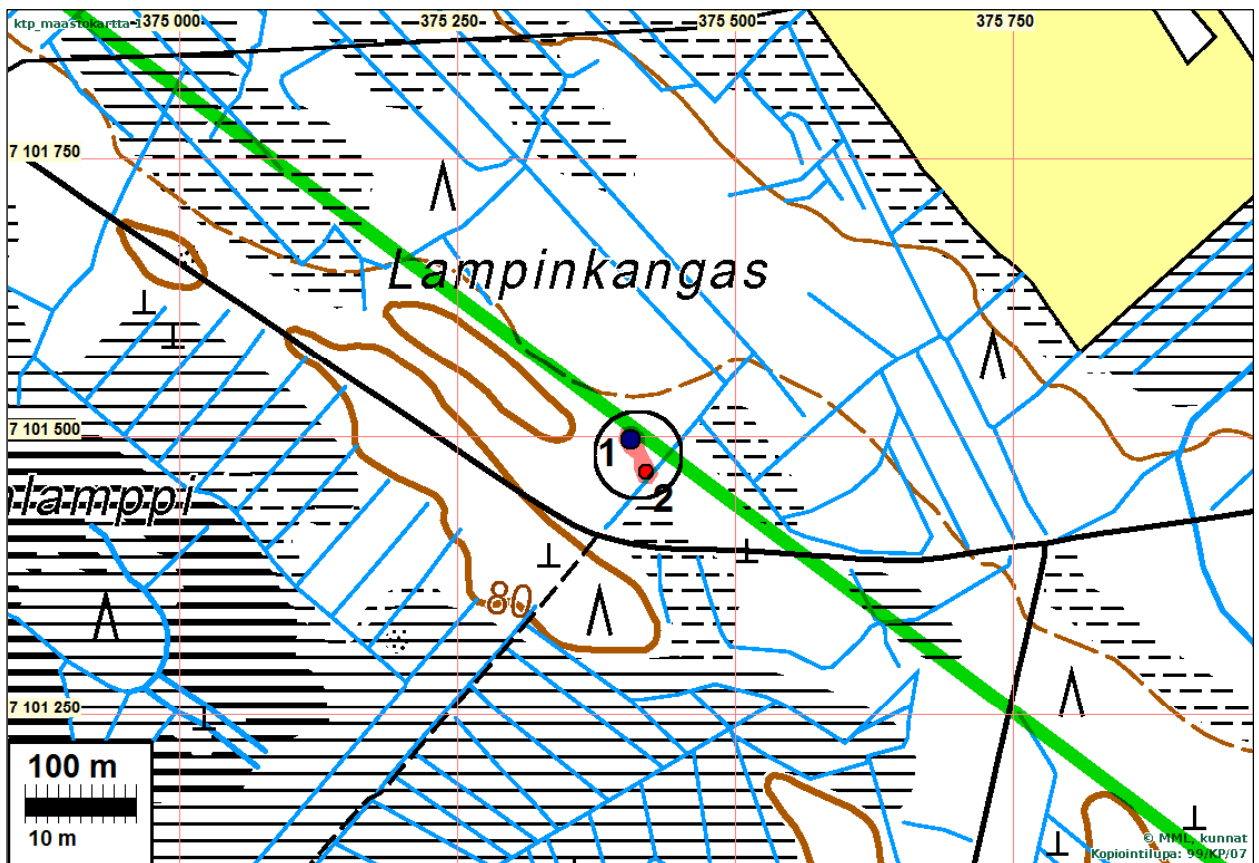 ktp_maastokartta 1
375 000
375 250
375 500
375 750
7 101 750
Lampinkangas
7 101 500
1
2
lamppi
80
7 101 250
100 m
10 m
© MML, kunnat
Kopiointilupa: 99/KP/07